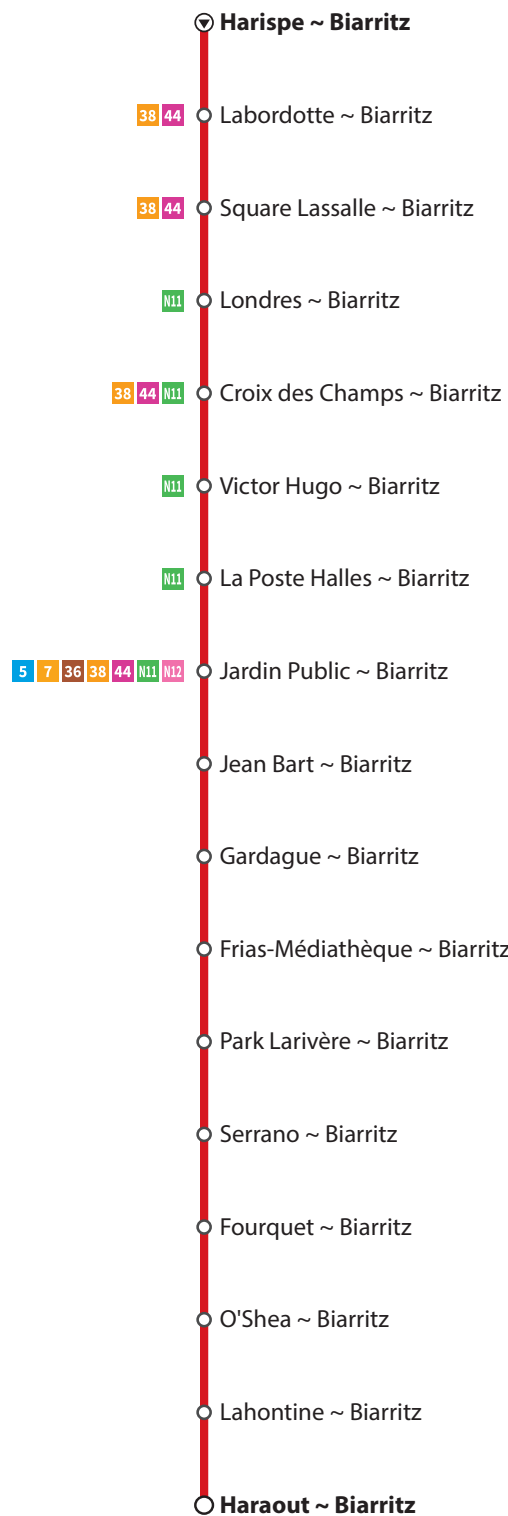 Harispe ~ Biarritz
38 44 Labordotte ~ Biarritz
38 44 Square Lassalle ~ Biarritz
N11 Londres ~ Biarritz
38 44 N11 Croix des Champs ~ Biarritz
N11 Victor Hugo ~ Biarritz
N11 La Poste Halles ~ Biarritz
5 7 36 38 44 N11 N12 Jardin Public ~ Biarritz
Jean Bart ~ Biarritz
Gardague ~ Biarritz
Frias-Médiathèque ~ Biarritz
Park Larivère ~ Biarritz
Serrano ~ Biarritz
Fourquet ~ Biarritz
O'Shea ~ Biarritz
Lahontine ~ Biarritz
Haraout ~ Biarritz